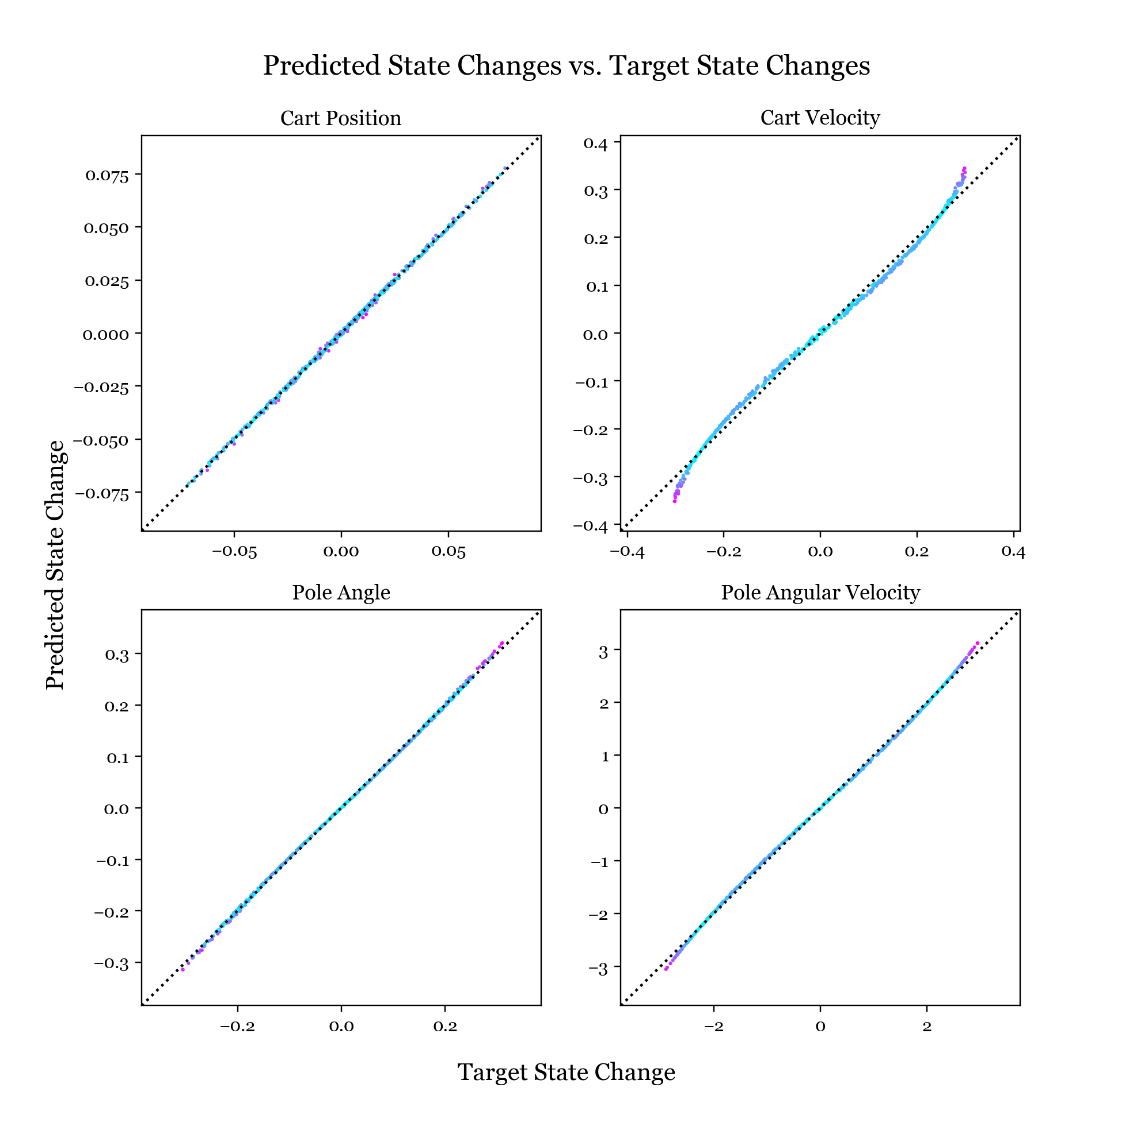 Predicted State Changes vs. Target State Changes
Cart Position
0.075
0.050
0.025
0.000
−0.025
−0.050
−0.075
−0.05 0.00 0.05
Cart Velocity
0.4
0.3
0.2
0.1
0.0
−0.1
−0.2
−0.3
−0.4
−0.4 −0.2 0.0 0.2 0.4
Predicted State Change
Pole Angle
0.3
0.2
0.1
0.0
−0.1
−0.2
−0.3
−0.2 0.0 0.2
Pole Angular Velocity
3
2
1
0
−1
−2
−3
−2 0 2
Target State Change